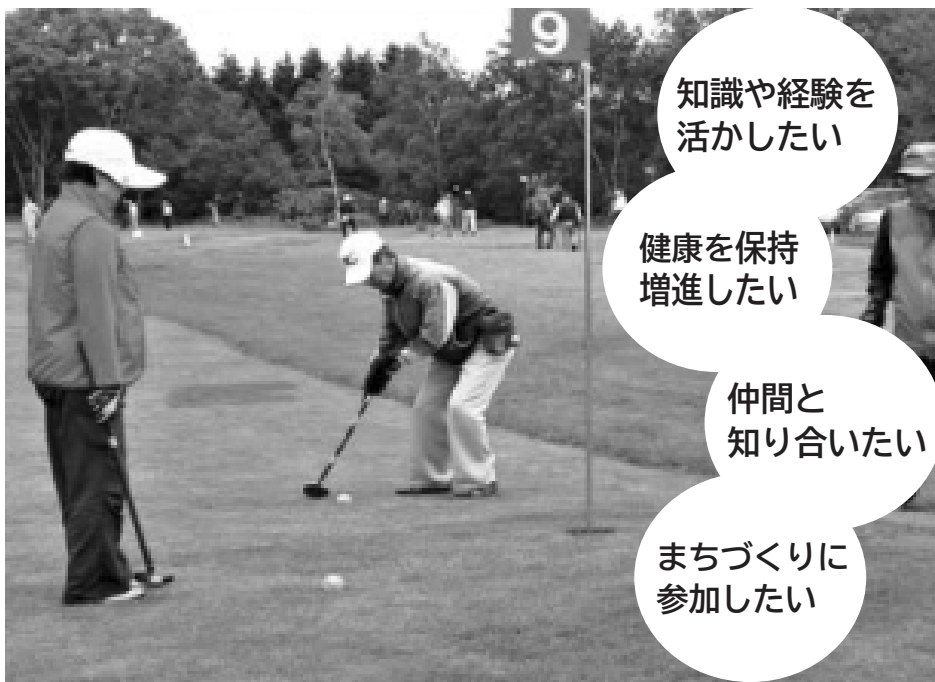 9
知識や経験を
活かしたい
健康を保持
増進したい
仲間と
知り合いたい
まちづくりに
参加したい